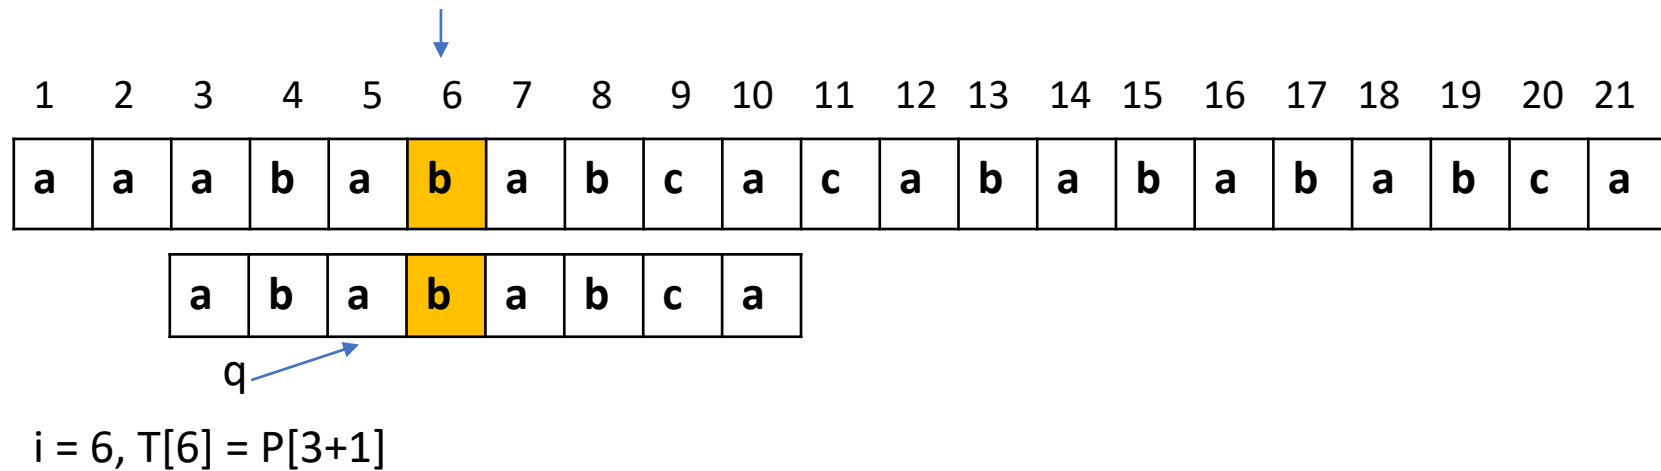 1 2 3 4 5 6 7 8 9 10 11 12 13 14 15 16 17 18 19 20 21
a a a b a b a b c a c a b a b a b a b c a
a b a b a b c a
q
i = 6, T[6] = P[3+1]